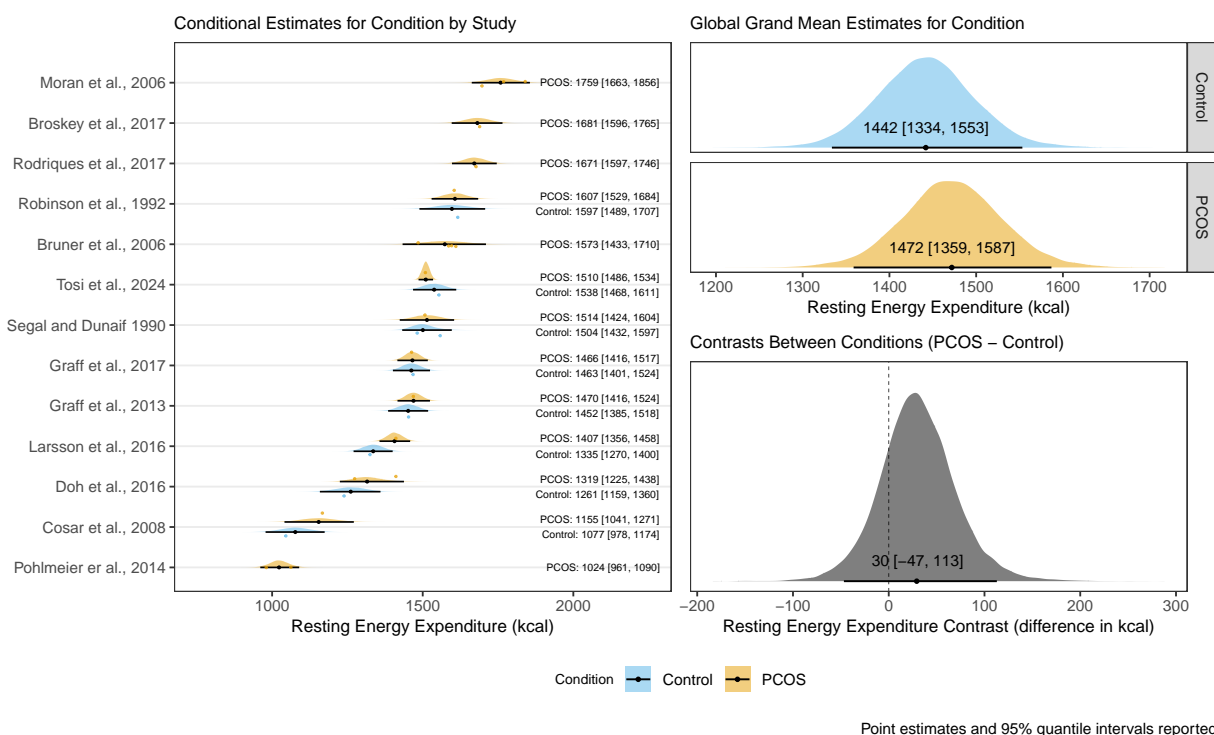 Conditional Estimates for Condition by Study
Moran et al., 2006
PCOS: 1759 [1663, 1856]
Broskey et al., 2017
PCOS: 1681 [1596, 1765]
Rodriques et al., 2017
PCOS: 1671 [1597, 1746]
Robinson et al., 1992
PCOS: 1607 [1529, 1684]
Control: 1597 [1489, 1707]
Bruner et al., 2006
PCOS: 1573 [1433, 1710]
Tosi et al., 2024
PCOS: 1510 [1486, 1534]
Control: 1538 [1468, 1611]
Segal and Dunaif 1990
PCOS: 1514 [1424, 1604]
Control: 1504 [1432, 1597]
Graff et al., 2017
PCOS: 1466 [1416, 1517]
Control: 1463 [1401, 1524]
Graff et al., 2013
PCOS: 1470 [1416, 1524]
Control: 1452 [1385, 1518]
Larsson et al., 2016
PCOS: 1407 [1356, 1458]
Control: 1335 [1270, 1400]
Doh et al., 2016
PCOS: 1319 [1225, 1438]
Control: 1261 [1159, 1360]
Cosar et al., 2008
PCOS: 1155 [1041, 1271]
Control: 1077 [978, 1174]
Pohlmeier er al., 2014
PCOS: 1024 [961, 1090]
1000 1500 2000
Resting Energy Expenditure (kcal)
Global Grand Mean Estimates for Condition
1442 [1334, 1553]
Control
1472 [1359, 1587]
PCOS
1200 1300 1400 1500 1600 1700
Resting Energy Expenditure (kcal)
Contrasts Between Conditions (PCOS − Control)
30 [−47, 113]
−200 −100 0 100 200 300
Resting Energy Expenditure Contrast (difference in kcal)
Condition Control PCOS
Point estimates and 95% quantile intervals reported